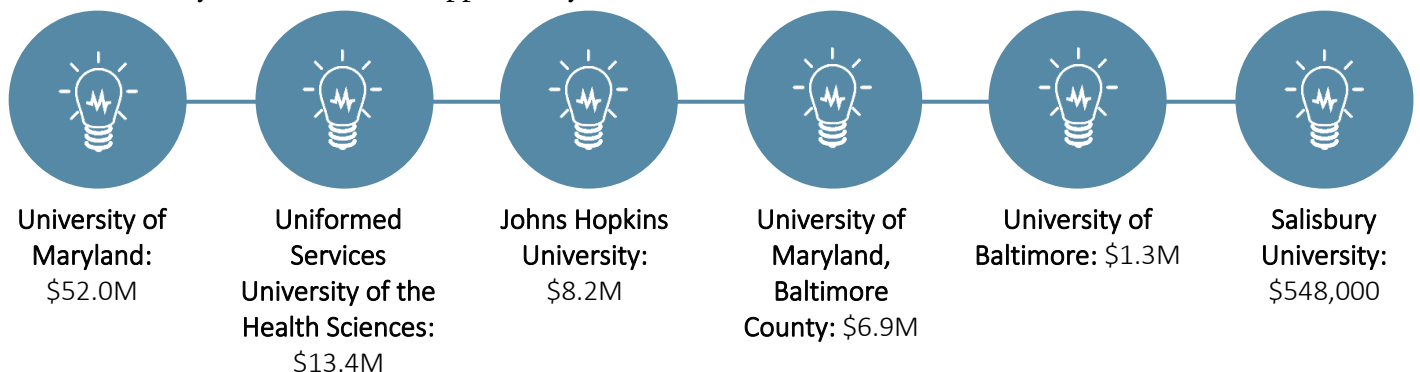 University of
Maryland:
$52.0M
Uniformed
Services
University of the
Health Sciences:
$13.4M
Johns Hopkins
University:
$8.2M
University of
Maryland,
Baltimore
County: $6.9M
University of
Baltimore: $1.3M
Salisbury
University:
$548,000